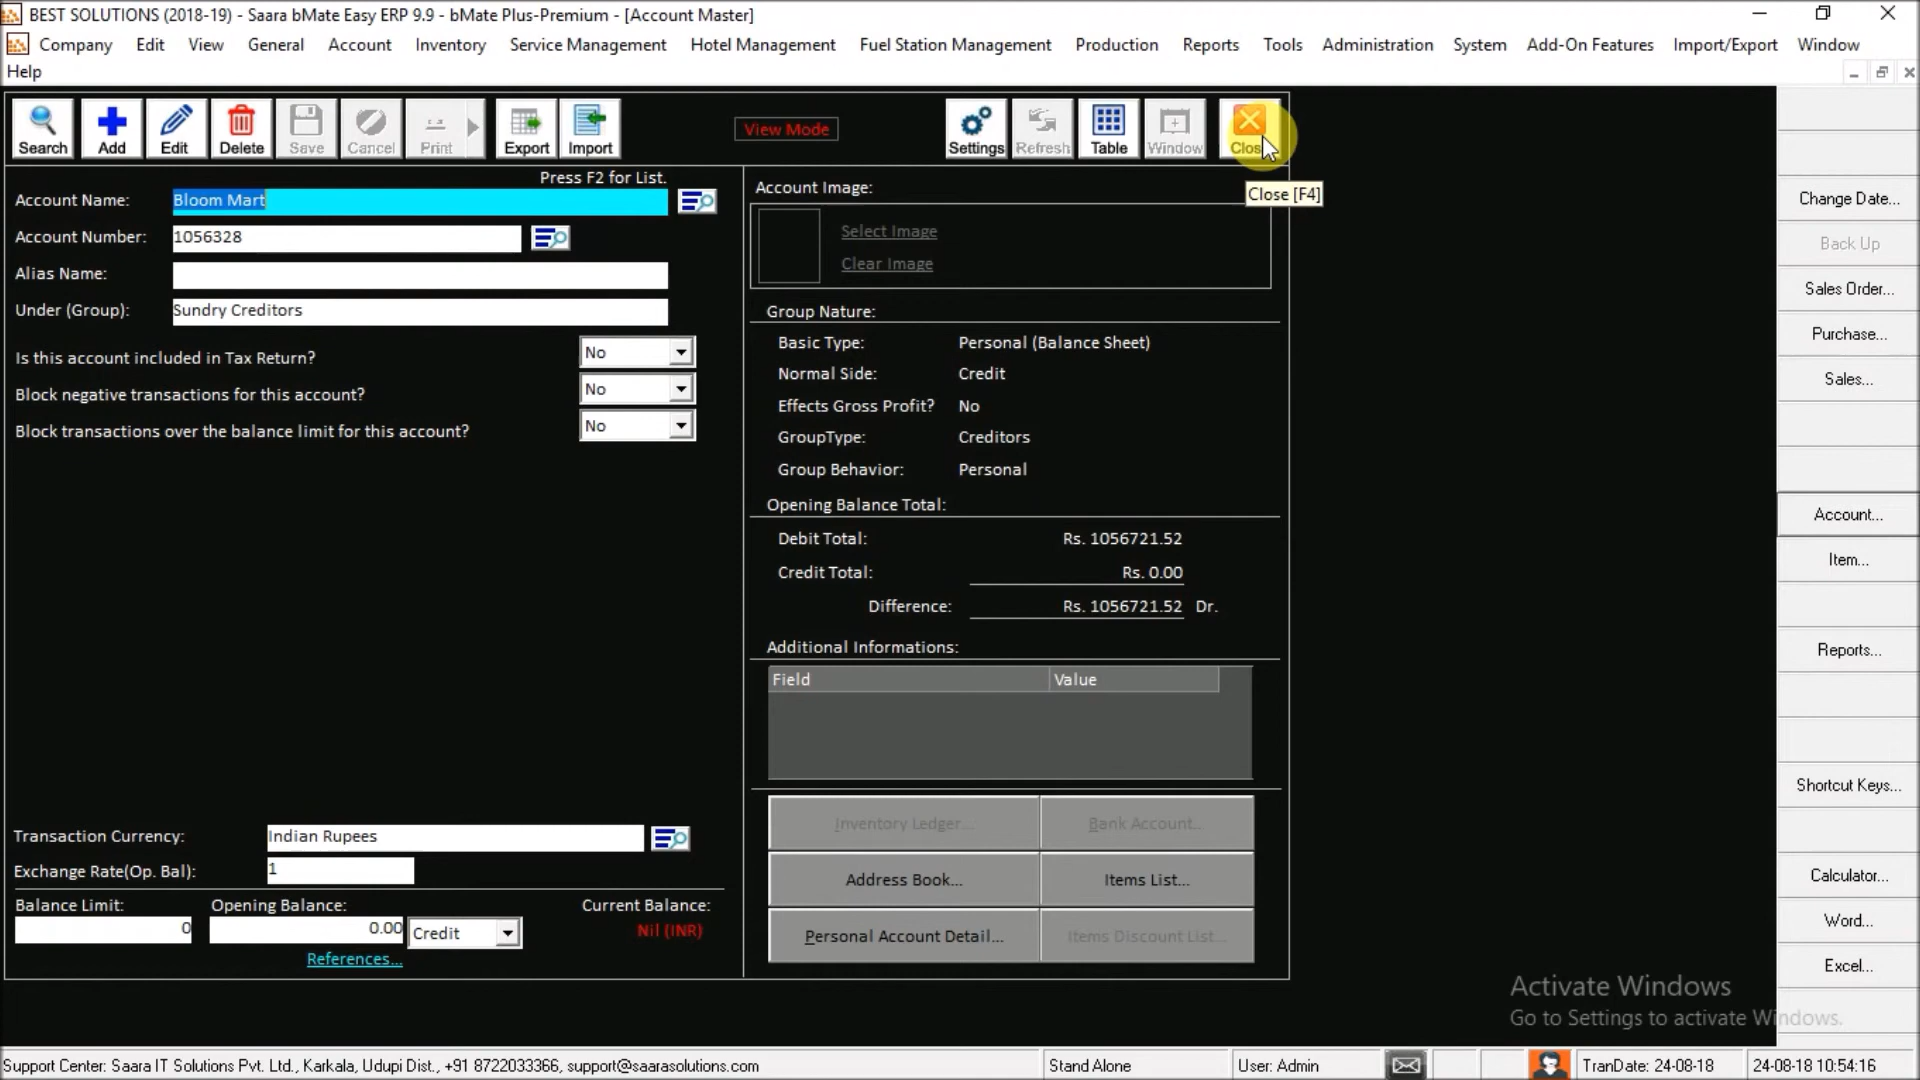 BEST SOLUTIONS (2018-19) - Saara bMate Easy ERP 9.9 - bMate Plus-Premium - [Account Master]
Company Edit View General Account Inventory Service Management Hotel Management Fuel Station Management Production Reports Tools Administration System Add-On Features Import/Export Window
Help
Search Add Edit Delete Save Cancel Print Export Import View Mode Settings Refresh Table Window Close
Close [F4]
Press F2 for List.
Account Name: Bloom Mart
Account Number: 1056328
Alias Name:
Under (Group): Sundry Creditors
Is this account included in Tax Return? No
Block negative transactions for this account? No
Block transactions over the balance limit for this account? No
Transaction Currency: Indian Rupees
Exchange Rate(Op. Bal): 1
Balance Limit: Opening Balance: Current Balance:
0 0.00 Credit Nil (INR)
References...
Account Image:
Select Image
Clear Image
Group Nature:
Basic Type: Personal (Balance Sheet)
Normal Side: Credit
Effects Gross Profit? No
GroupType: Creditors
Group Behavior: Personal
Opening Balance Total:
Debit Total: Rs. 1056721.52
Credit Total: Rs. 0.00
Difference: Rs. 1056721.52 Dr.
Additional Informations:
Field Value
Inventory Ledger... Bank Account...
Address Book... Items List...
Personal Account Detail... Items Discount List...
Change Date...
Back Up
Sales Order...
Purchase...
Sales...
Account...
Item...
Reports...
Shortcut Keys...
Calculator...
Word...
Excel...
Activate Windows
Go to Settings to activate Windows.
Support Center: Saara IT Solutions Pvt. Ltd., Karkala, Udupi Dist., +91 8722033366, support@saarasolutions.com Stand Alone User: Admin TranDate: 24-08-18 24-08-18 10:54:16